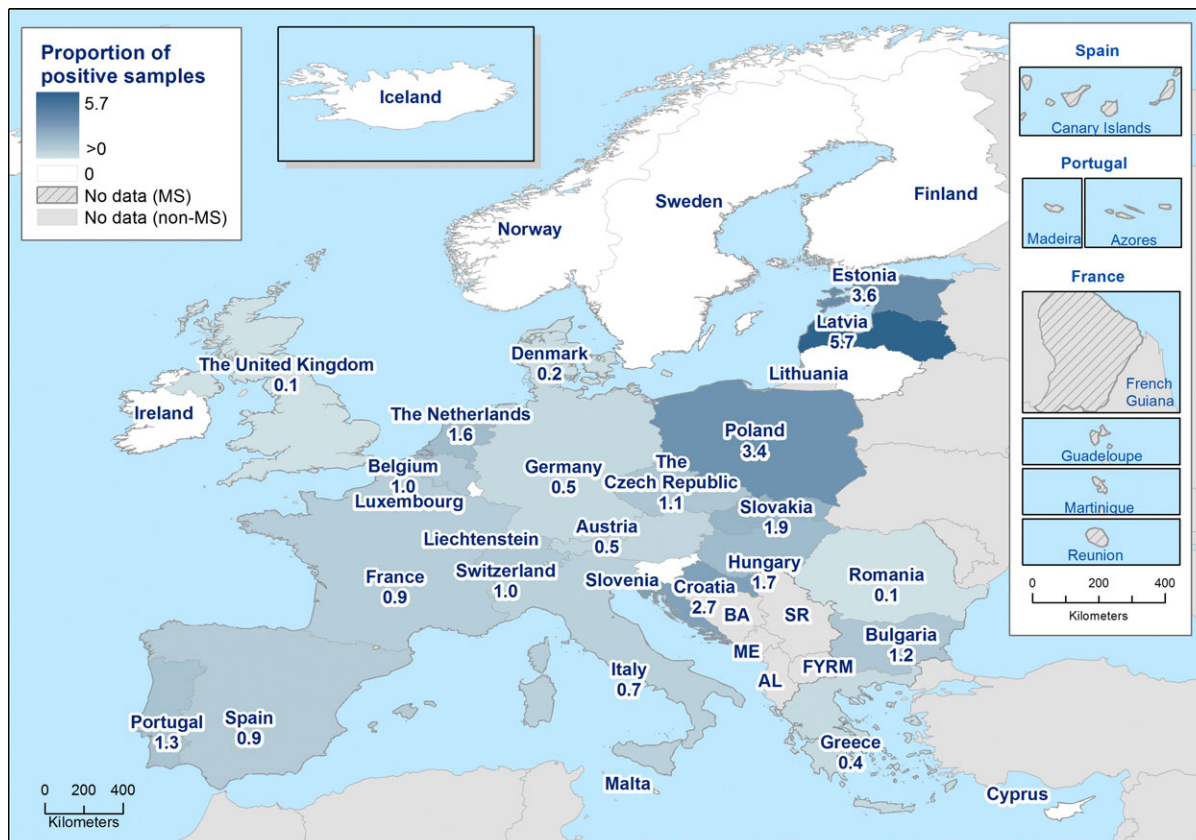 Proportion of
positive samples
5.7
>0
0
No data (MS)
No data (non-MS)
Iceland
Norway
Sweden
Finland
Estonia
3.6
Latvia
5.7
Lithuania
Denmark
0.2
The United Kingdom
0.1
Ireland
The Netherlands
1.6
Belgium
1.0
Luxembourg
Germany
0.5
Poland
3.4
The
Czech Republic
1.1
Slovakia
1.9
Austria
0.5
Liechtenstein
Switzerland
1.0
France
0.9
Hungary
1.7
Slovenia
Croatia
2.7
Romania
0.1
BA
SR
Bulgaria
1.2
ME
FYRM
AL
Italy
0.7
Portugal
1.3
Spain
0.9
Greece
0.4
Malta
Cyprus
0 200 400
Kilometers
Spain
Canary Islands
Portugal
Madeira
Azores
France
French
Guiana
Guadeloupe
Martinique
Reunion
0 200 400
Kilometers